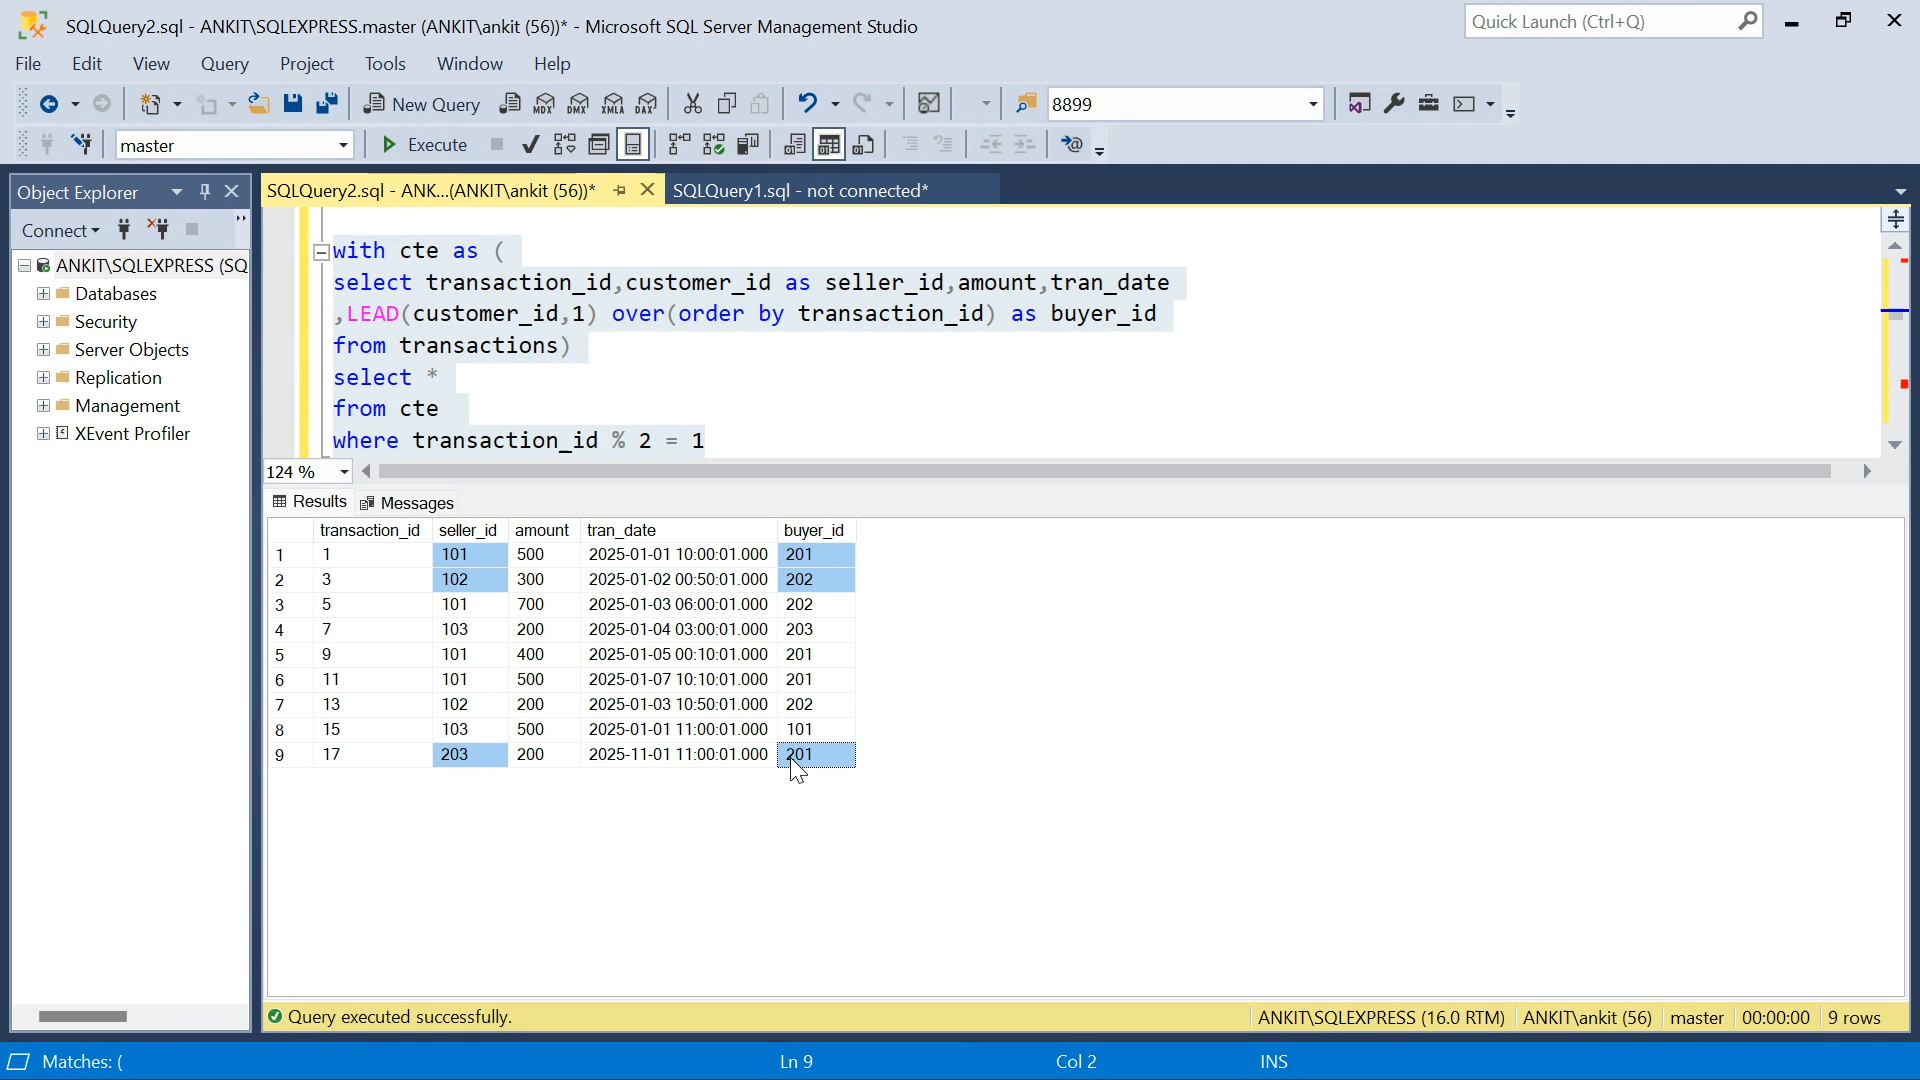 SQLQuery2.sql - ANKIT\SQLEXPRESS.master (ANKIT\ankit (56))* - Microsoft SQL Server Management Studio
Quick Launch (Ctrl+Q)
File Edit View Query Project Tools Window Help
New Query MDX DMX XMLA DAX 8899
master Execute
Object Explorer
SQLQuery2.sql - ANK...(ANKIT\ankit (56))* SQLQuery1.sql - not connected*
Connect
ANKIT\SQLEXPRESS (SQ
Databases
Security
Server Objects
Replication
Management
XEvent Profiler
with cte as (
select transaction_id,customer_id as seller_id,amount,tran_date
,LEAD(customer_id,1) over(order by transaction_id) as buyer_id
from transactions)
select *
from cte
where transaction_id % 2 = 1
124 %
Results Messages
transaction_id seller_id amount tran_date buyer_id
1 1 101 500 2025-01-01 10:00:01.000 201
2 3 102 300 2025-01-02 00:50:01.000 202
3 5 101 700 2025-01-03 06:00:01.000 202
4 7 103 200 2025-01-04 03:00:01.000 203
5 9 101 400 2025-01-05 00:10:01.000 201
6 11 101 500 2025-01-07 10:10:01.000 201
7 13 102 200 2025-01-03 10:50:01.000 202
8 15 103 500 2025-01-01 11:00:01.000 101
9 17 203 200 2025-11-01 11:00:01.000 201
Query executed successfully. ANKIT\SQLEXPRESS (16.0 RTM) ANKIT\ankit (56) master 00:00:00 9 rows
Matches: ( Ln 9 Col 2 INS